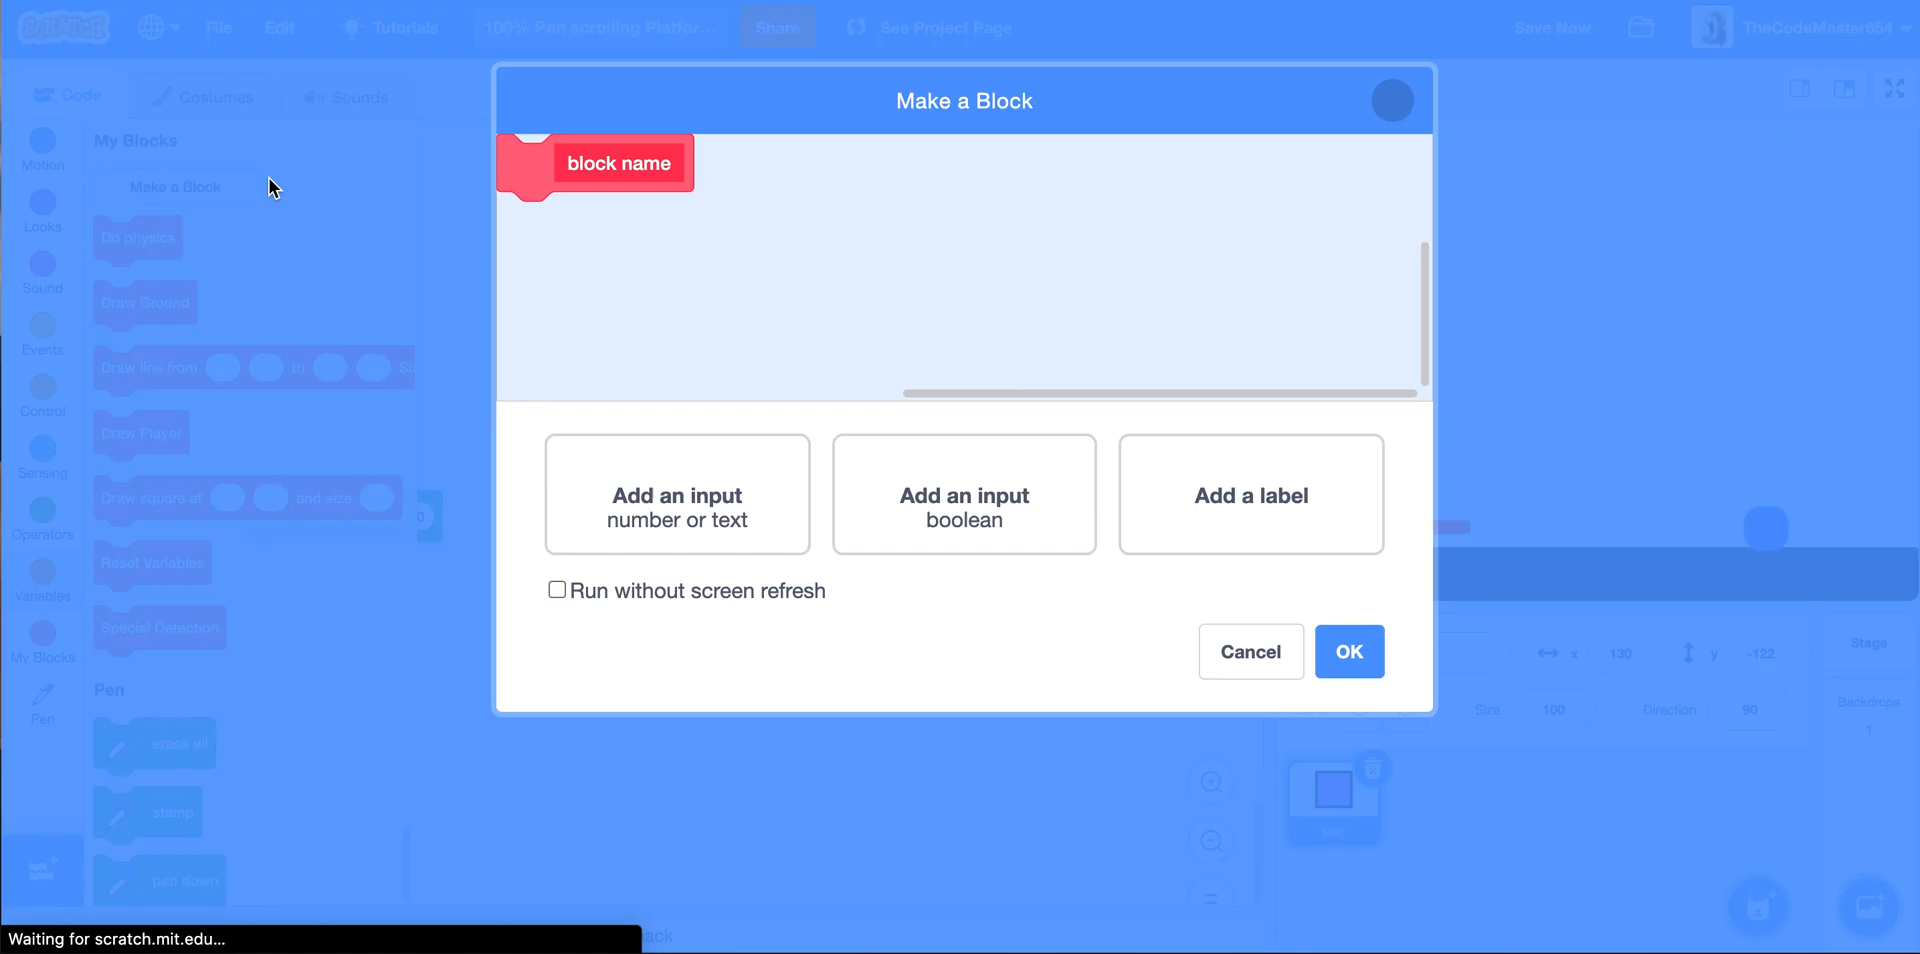 SCRATCH
File
Edit
Tutorials
100% Pen scrolling Platfor...
Share
See Project Page
Save Now
TheCodeMaster854
Code
Costumes
Sounds
Make a Block
block name
Motion
Looks
Sound
Events
Control
Sensing
Operators
Variables
My Blocks
Pen
My Blocks
Make a Block
Do physics
Draw Ground
Draw line from to
Draw Player
Draw square at and size
0
Reset Variables
Special Detection
Pen
erase all
stamp
pen down
Add an input
number or text
Add an input
boolean
Add a label
Run without screen refresh
Cancel
OK
x 130
y -122
Size 100
Direction 90
Stage
Backdrops
1
pen
Waiting for scratch.mit.edu...